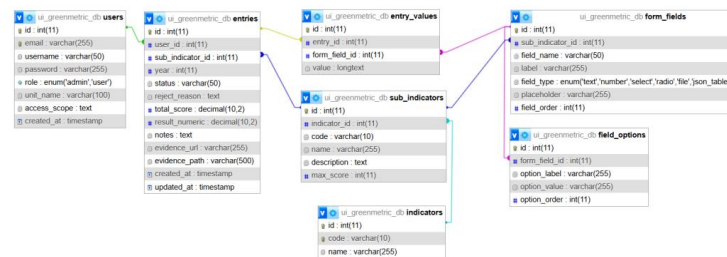 ui_greenmetric_db users
id : int(11)
email : varchar(255)
username : varchar(50)
password : varchar(255)
role : enum('admin','user')
unit_name : varchar(100)
access_scope : text
created_at : timestamp
ui_greenmetric_db entries
id : int(11)
user_id : int(11)
sub_indicator_id : int(11)
year : int(11)
status : varchar(50)
reject_reason : text
total_score : decimal(10,2)
result_numeric : decimal(10,2)
notes : text
evidence_url : varchar(255)
evidence_path : varchar(500)
created_at : timestamp
updated_at : timestamp
ui_greenmetric_db entry_values
id : int(11)
entry_id : int(11)
form_field_id : int(11)
value : longtext
ui_greenmetric_db sub_indicators
id : int(11)
indicator_id : int(11)
code : varchar(10)
name : varchar(255)
description : text
max_score : int(11)
ui_greenmetric_db indicators
id : int(11)
code : varchar(10)
name : varchar(255)
ui_greenmetric_db form_fields
id : int(11)
sub_indicator_id : int(11)
field_name : varchar(50)
label : varchar(255)
field_type : enum('text','number','select','radio','file','json_table
placeholder : varchar(255)
field_order : int(11)
ui_greenmetric_db field_options
id : int(11)
form_field_id : int(11)
option_label : varchar(255)
option_value : varchar(255)
option_order : int(11)